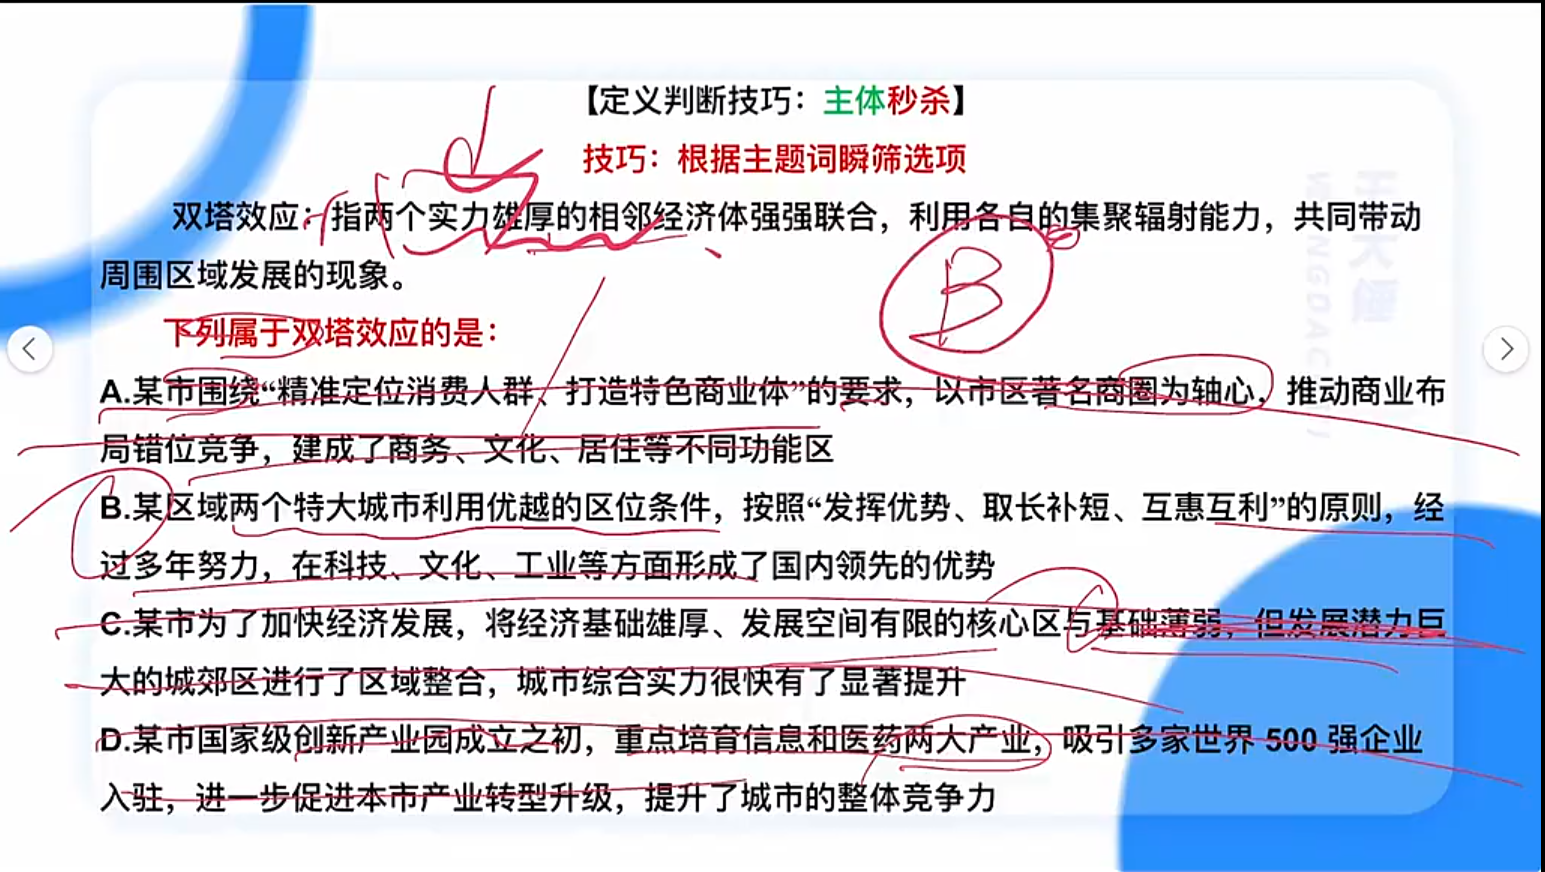 【定义判断技巧：主体秒杀】
技巧：根据主题词瞬筛选项
双塔效应：指两个实力雄厚的相邻经济体强强联合，利用各自的集聚辐射能力，共同带动
周围区域发展的现象。
下列属于双塔效应的是：
A.某市围绕“精准定位消费人群、打造特色商业体”的要求，以市区著名商圈为轴心，推动商业布
局错位竞争，建成了商务、文化、居住等不同功能区
B.某区域两个特大城市利用优越的区位条件，按照“发挥优势、取长补短、互惠互利”的原则，经
过多年努力，在科技、文化、工业等方面形成了国内领先的优势
C.某市为了加快经济发展，将经济基础雄厚、发展空间有限的核心区与基础薄弱，但发展潜力巨
大的城郊区进行了区域整合，城市综合实力很快有了显著提升
D.某市国家级创新产业园成立之初，重点培育信息和医药两大产业，吸引多家世界 500 强企业
入驻，进一步促进本市产业转型升级，提升了城市的整体竞争力
B